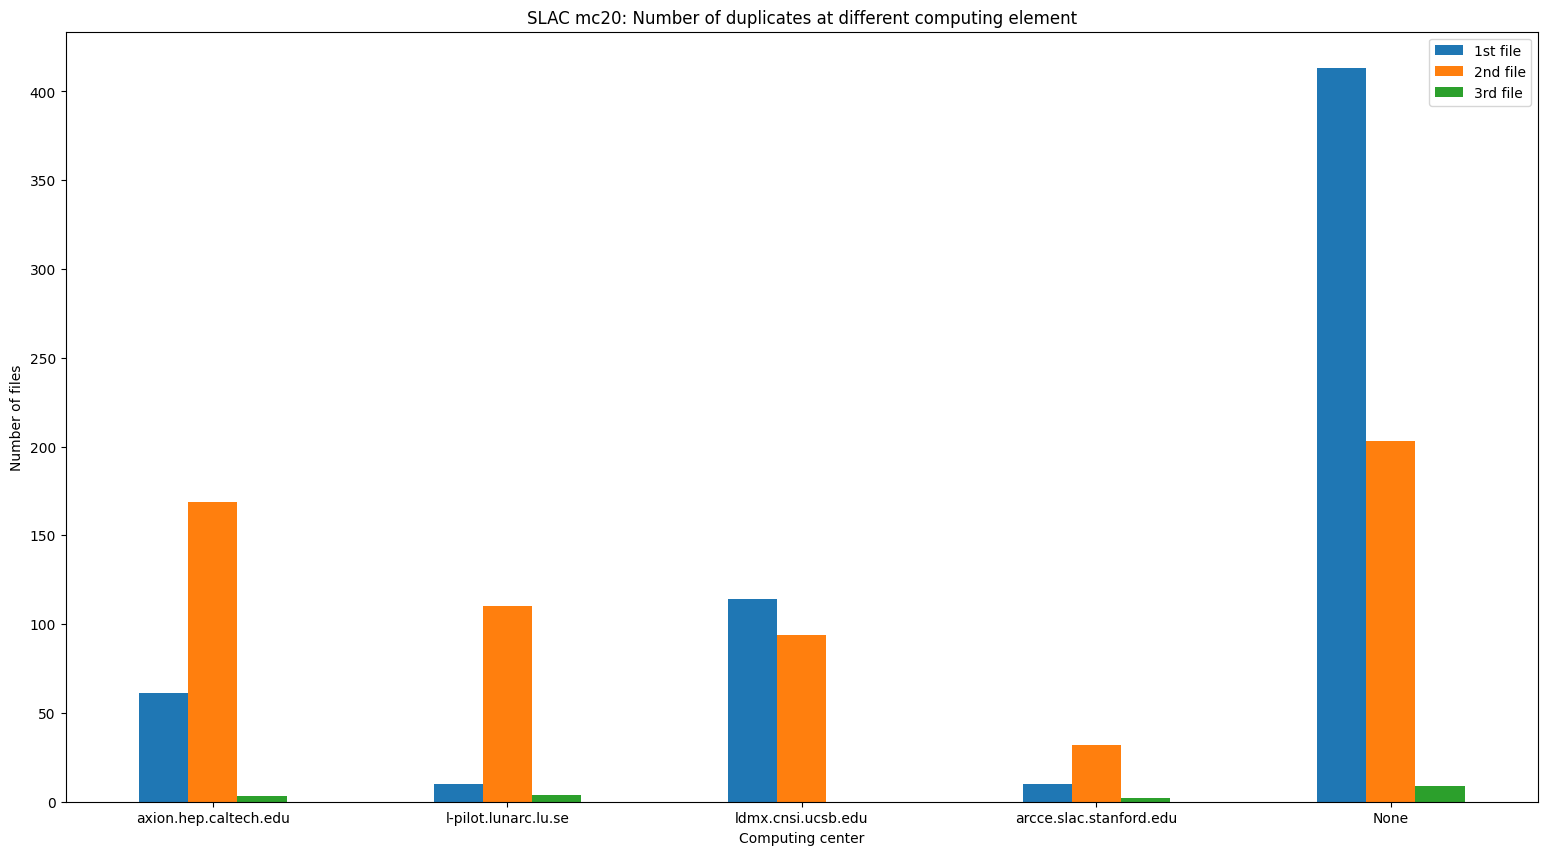 SLAC mc20: Number of duplicates at different computing element
1st file
2nd file
3rd file
Number of files
400
350
300
250
200
150
100
50
0
axion.hep.caltech.edu
l-pilot.lunarc.lu.se
ldmx.cnsi.ucsb.edu
arcce.slac.stanford.edu
None
Computing center